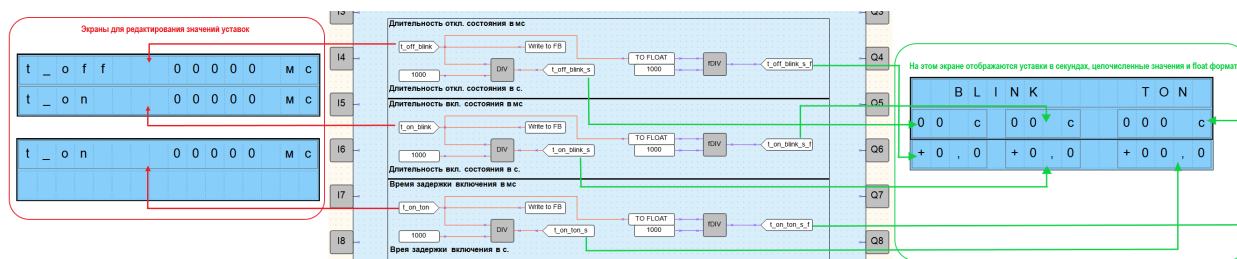 Экраны для редактирования значений уставок
t _ o f f 0 0 0 0 0 м с
t _ o n 0 0 0 0 0 м с
t _ o n 0 0 0 0 0 м с
I3
I4
I5
I6
I7
I8
Длительность откл. состояния в мс
t_off_blink
Write to FB
TO FLOAT
1000
DIV
1000
fDIV
t_off_blink_s
t_off_blink_s_f
Длительность откл. состояния в с.
Длительность вкл. состояния в мс
t_on_blink
Write to FB
TO FLOAT
1000
DIV
1000
fDIV
t_on_blink_s
t_on_blink_s_f
Длительность вкл. состояния в с.
Время задержки включения в мс
t_on_ton
Write to FB
TO FLOAT
1000
DIV
1000
fDIV
t_on_ton_s
t_on_ton_s_f
Врея задержки включения в с.
Q3
Q4
Q5
Q6
Q7
Q8
На этом экране отображаются уставки в секундах, целочисленные значения и float формат
B L I N K T O N
0 0 с 0 0 с 0 0 0 с
+ 0 , 0 + 0 , 0 + 0 0 , 0